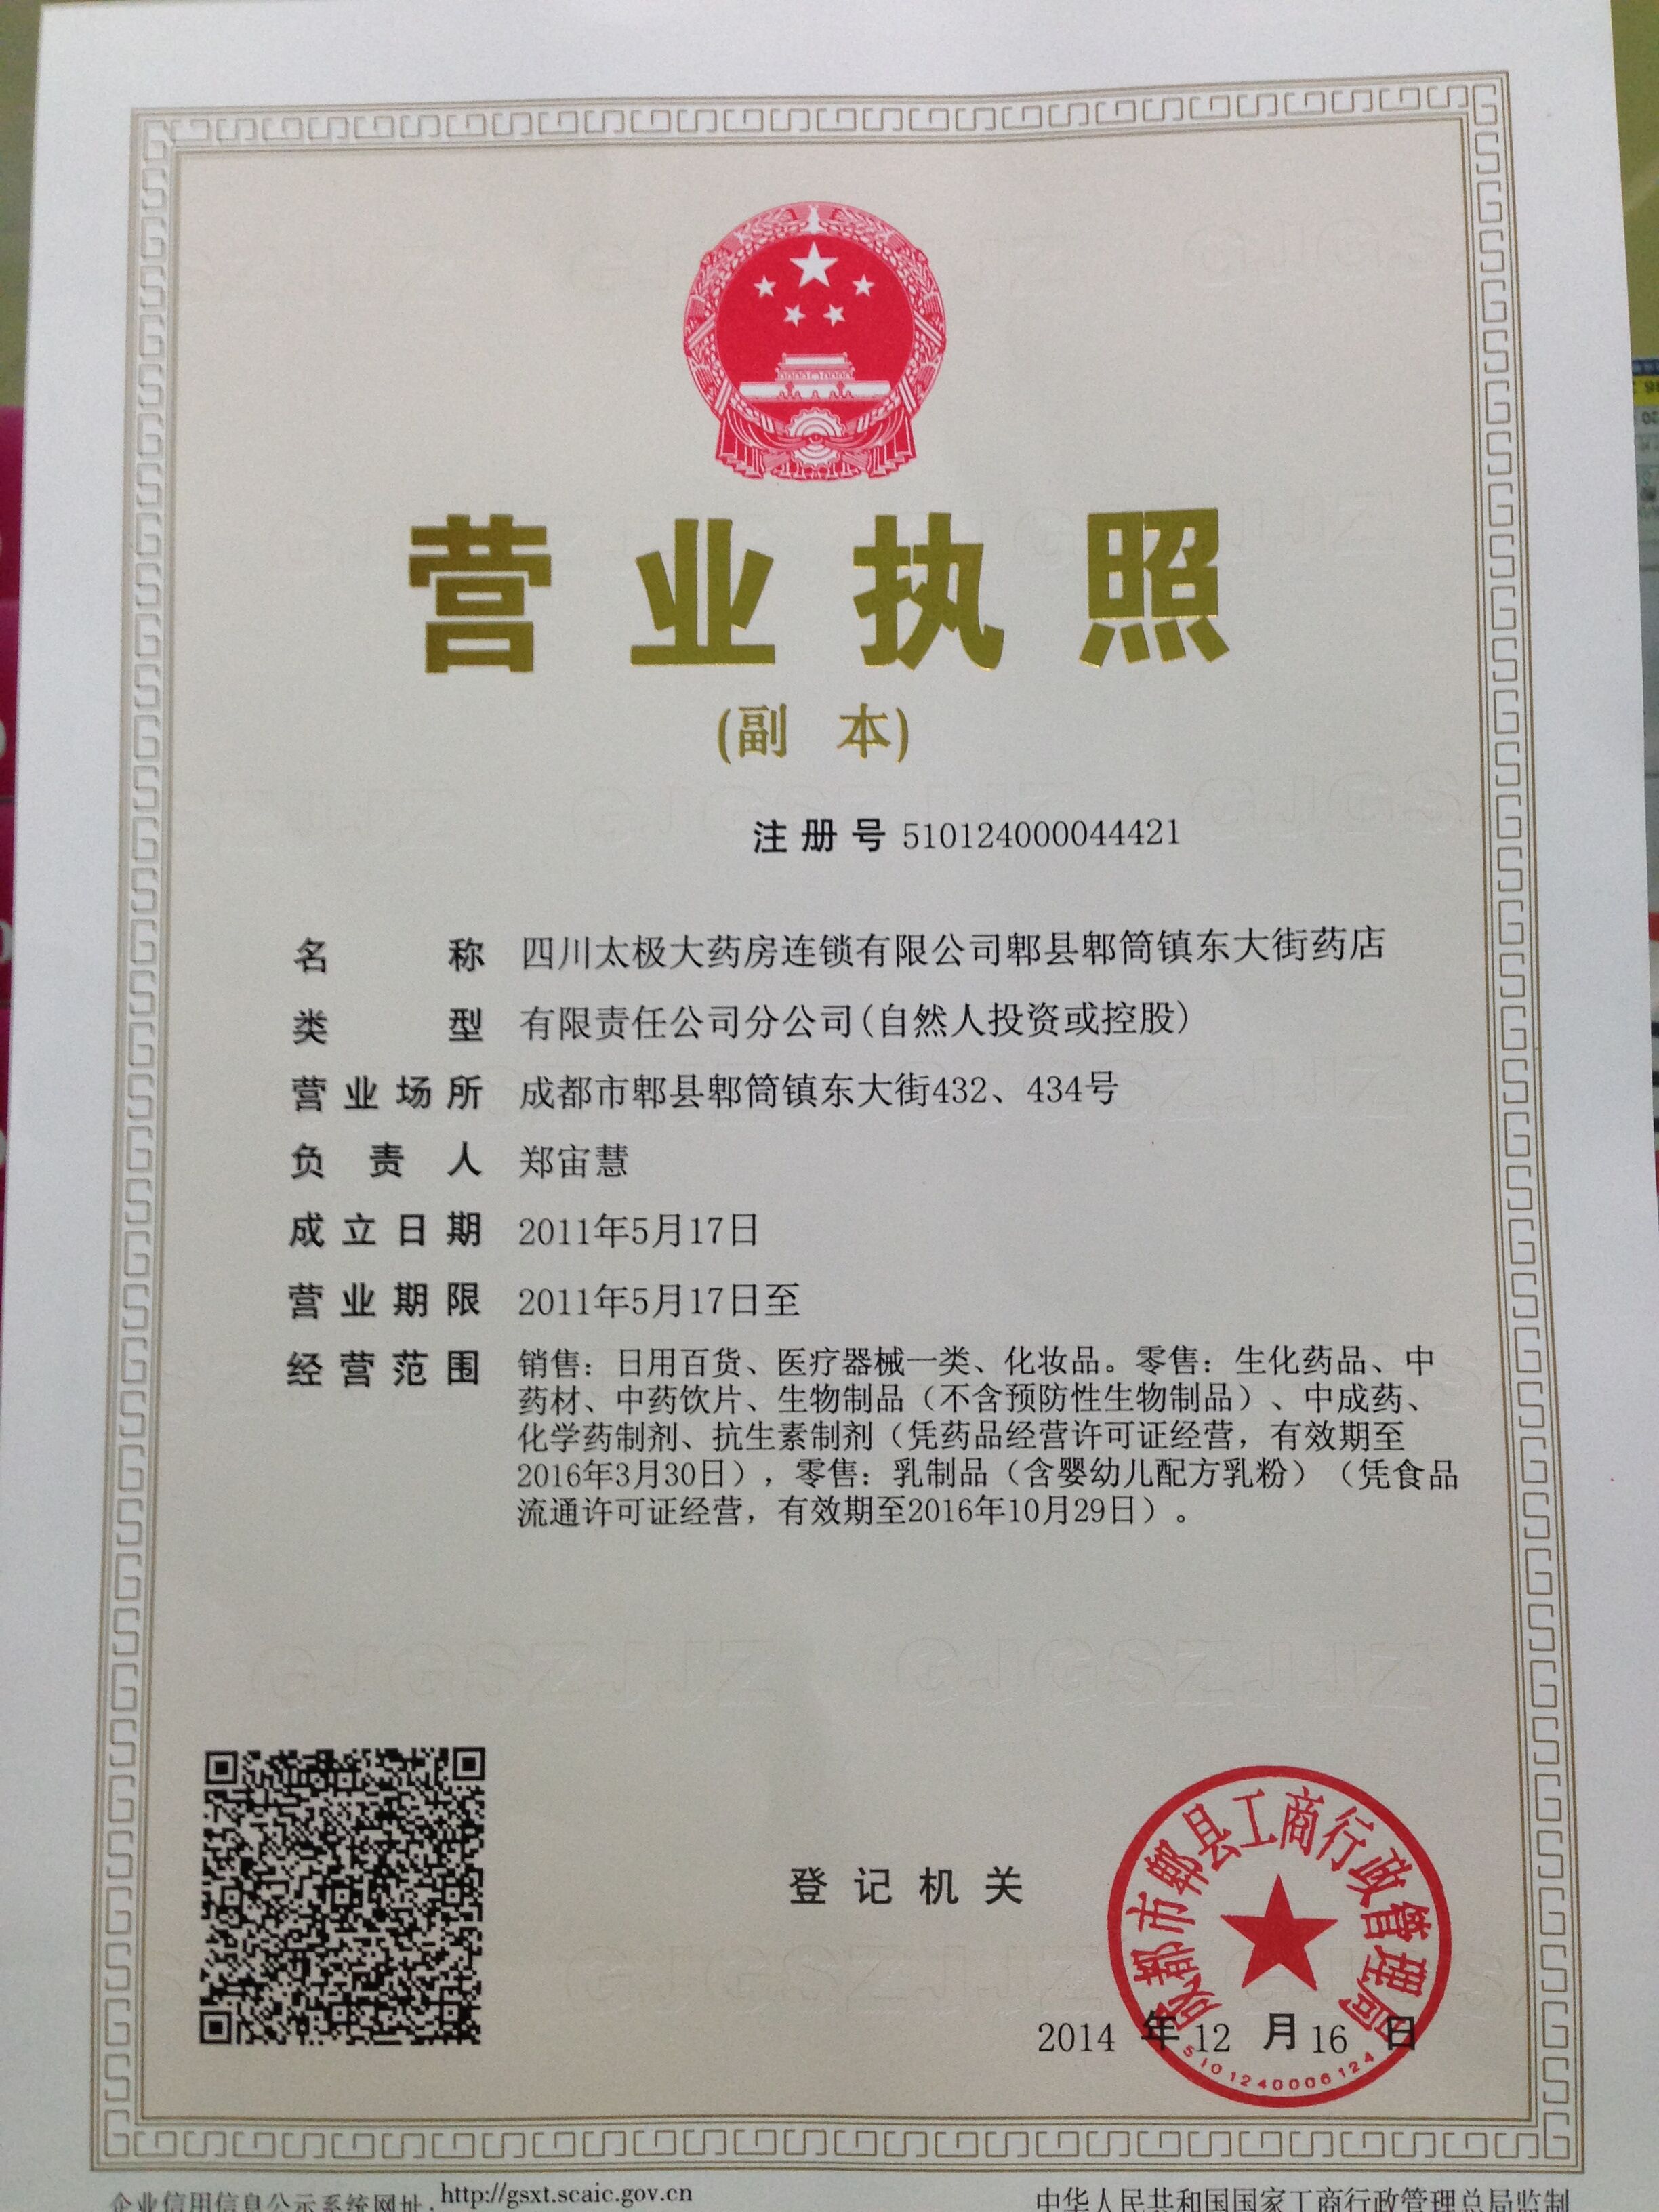 营业执照
(副 本)
注册号 510124000044421
名 称 四川太极大药房连锁有限公司郫县郫筒镇东大街药店
类 型 有限责任公司分公司(自然人投资或控股)
营业场所 成都市郫县郫筒镇东大街432、434号
负责人 郑宙慧
成立日期 2011年5月17日
营业期限 2011年5月17日至
经营范围 销售：日用百货、医疗器械一类、化妆品。零售：生化药品、中
药材、中药饮片、生物制品（不含预防性生物制品）、中成药、
化学药制剂、抗生素制剂（凭药品经营许可证经营，有效期至
2016年3月30日），零售：乳制品（含婴幼儿配方乳粉）（凭食品
流通许可证经营，有效期至2016年10月29日）。
登记机关
成都市郫县工商行政管理局
2014 年 12 月 16 日
5101240006124
企业信用信息公示系统网址：http://gsxt.scaic.gov.cn
中华人民共和国国家工商行政管理总局监制